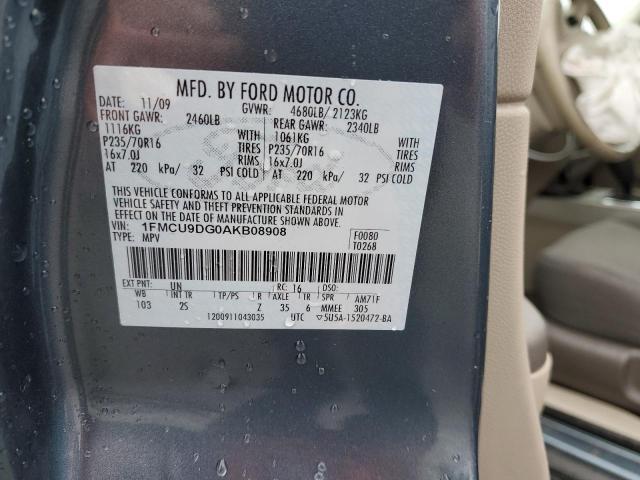 MFD. BY FORD MOTOR CO.
DATE: 11/09 GVWR: 4680LB/ 2123KG
FRONT GAWR: 2460LB REAR GAWR: 2340LB
1116KG WITH 1061KG WITH
P235/70R16 TIRES P235/70R16 TIRES
16x7.0J RIMS 16x7.0J RIMS
AT 220 kPa/ 32 PSI COLD AT 220 kPa/ 32 PSI COLD
THIS VEHICLE CONFORMS TO ALL APPLICABLE FEDERAL MOTOR
VEHICLE SAFETY AND THEFT PREVENTION STANDARDS IN
EFFECT ON THE DATE OF MANUFACTURE SHOWN ABOVE.
VIN: 1FMCU9DG0AKB08908 F0080
TYPE: MPV T0268
EXT PNT: UN RC: 16 DSO:
WB INT TR TP/PS R AXLE TR SPR AM71F
103 2S Z 35 6 MMEE 305
1200911043035 UTC 5U5A-1520472-BA